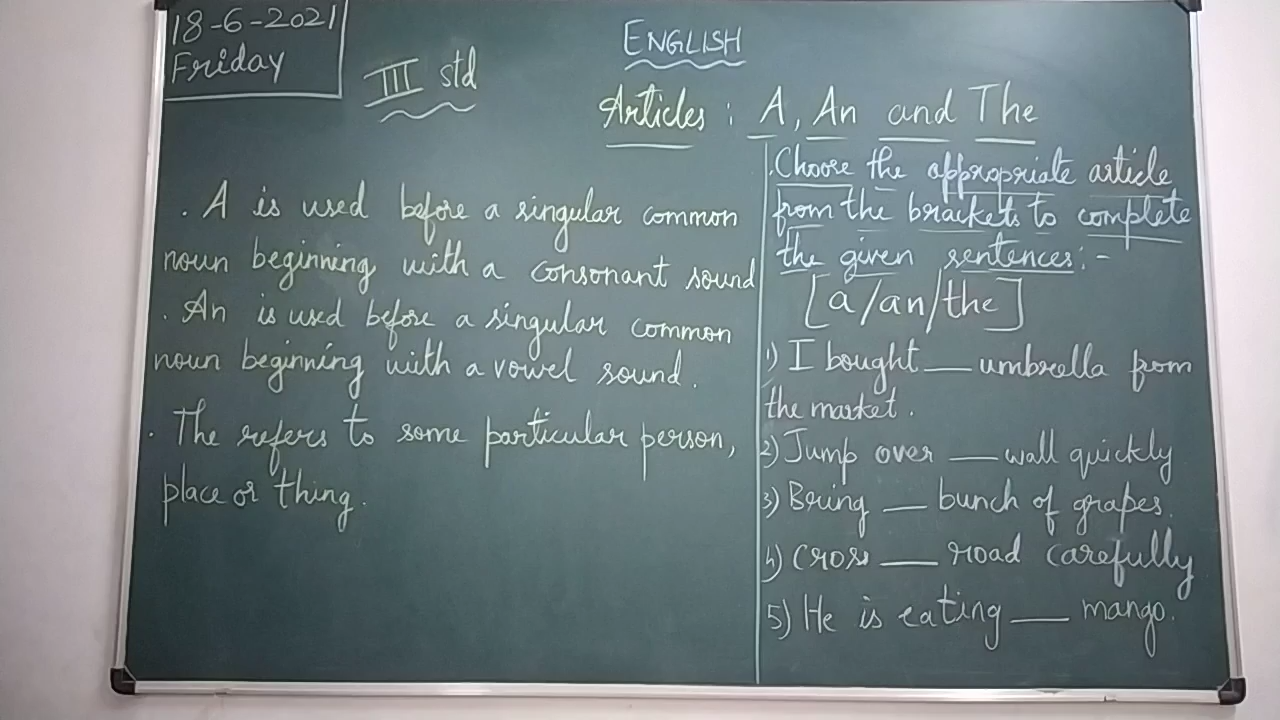 18-6-2021
Friday
III std
ENGLISH
Articles : A, An and The
. A is used before a singular common
noun beginning with a consonant sound
. An is used before a singular common
noun beginning with a vowel sound.
. The refers to some particular person,
place or thing.
. Choose the appropriate article
from the brackets to complete
the given sentences:-
[a/an/the]
1) I bought ___ umbrella from
the market.
2) Jump over ___ wall quickly
3) Bring ___ bunch of grapes.
4) Cross ___ road carefully
5) He is eating ___ mango.